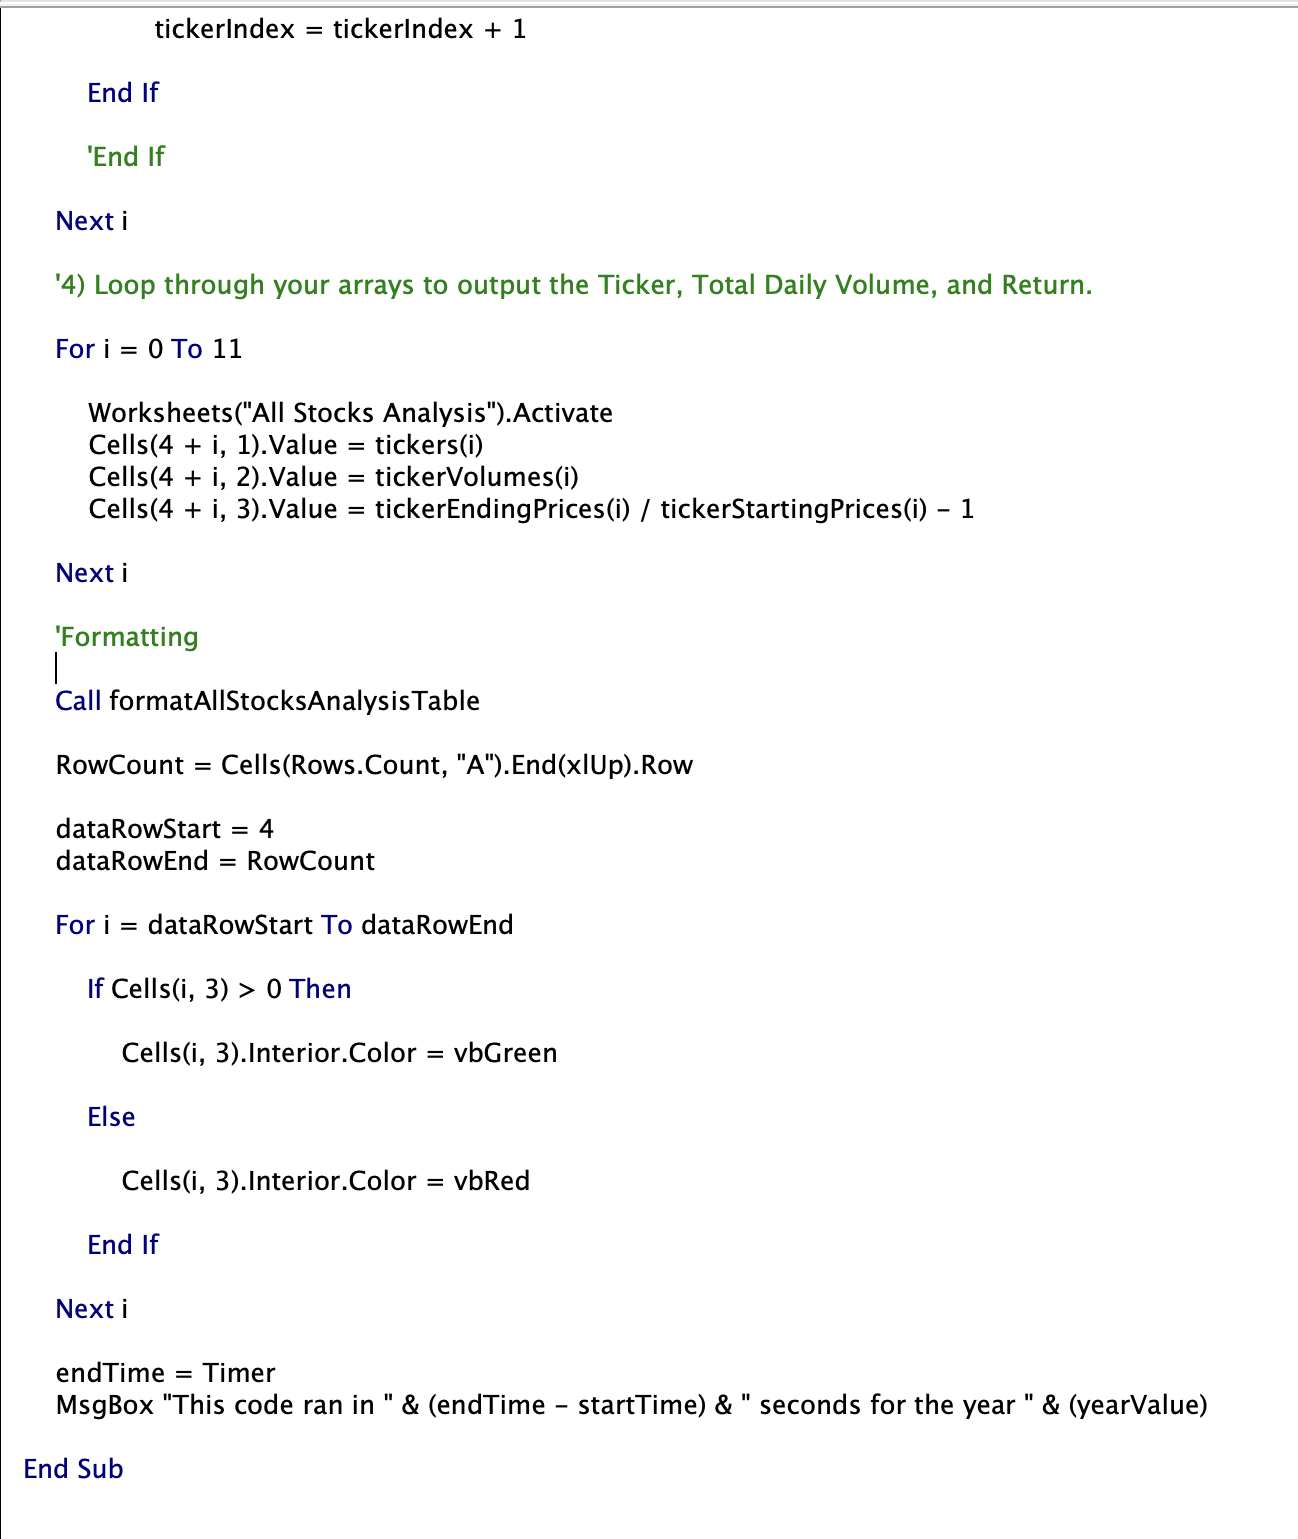 tickerIndex = tickerIndex + 1
End If
'End If
Next i
'4) Loop through your arrays to output the Ticker, Total Daily Volume, and Return.
For i = 0 To 11
Worksheets("All Stocks Analysis").Activate
Cells(4 + i, 1).Value = tickers(i)
Cells(4 + i, 2).Value = tickerVolumes(i)
Cells(4 + i, 3).Value = tickerEndingPrices(i) / tickerStartingPrices(i) - 1
Next i
'Formatting
Call formatAllStocksAnalysisTable
RowCount = Cells(Rows.Count, "A").End(xlUp).Row
dataRowStart = 4
dataRowEnd = RowCount
For i = dataRowStart To dataRowEnd
If Cells(i, 3) > 0 Then
Cells(i, 3).Interior.Color = vbGreen
Else
Cells(i, 3).Interior.Color = vbRed
End If
Next i
endTime = Timer
MsgBox "This code ran in " & (endTime - startTime) & " seconds for the year " & (yearValue)
End Sub